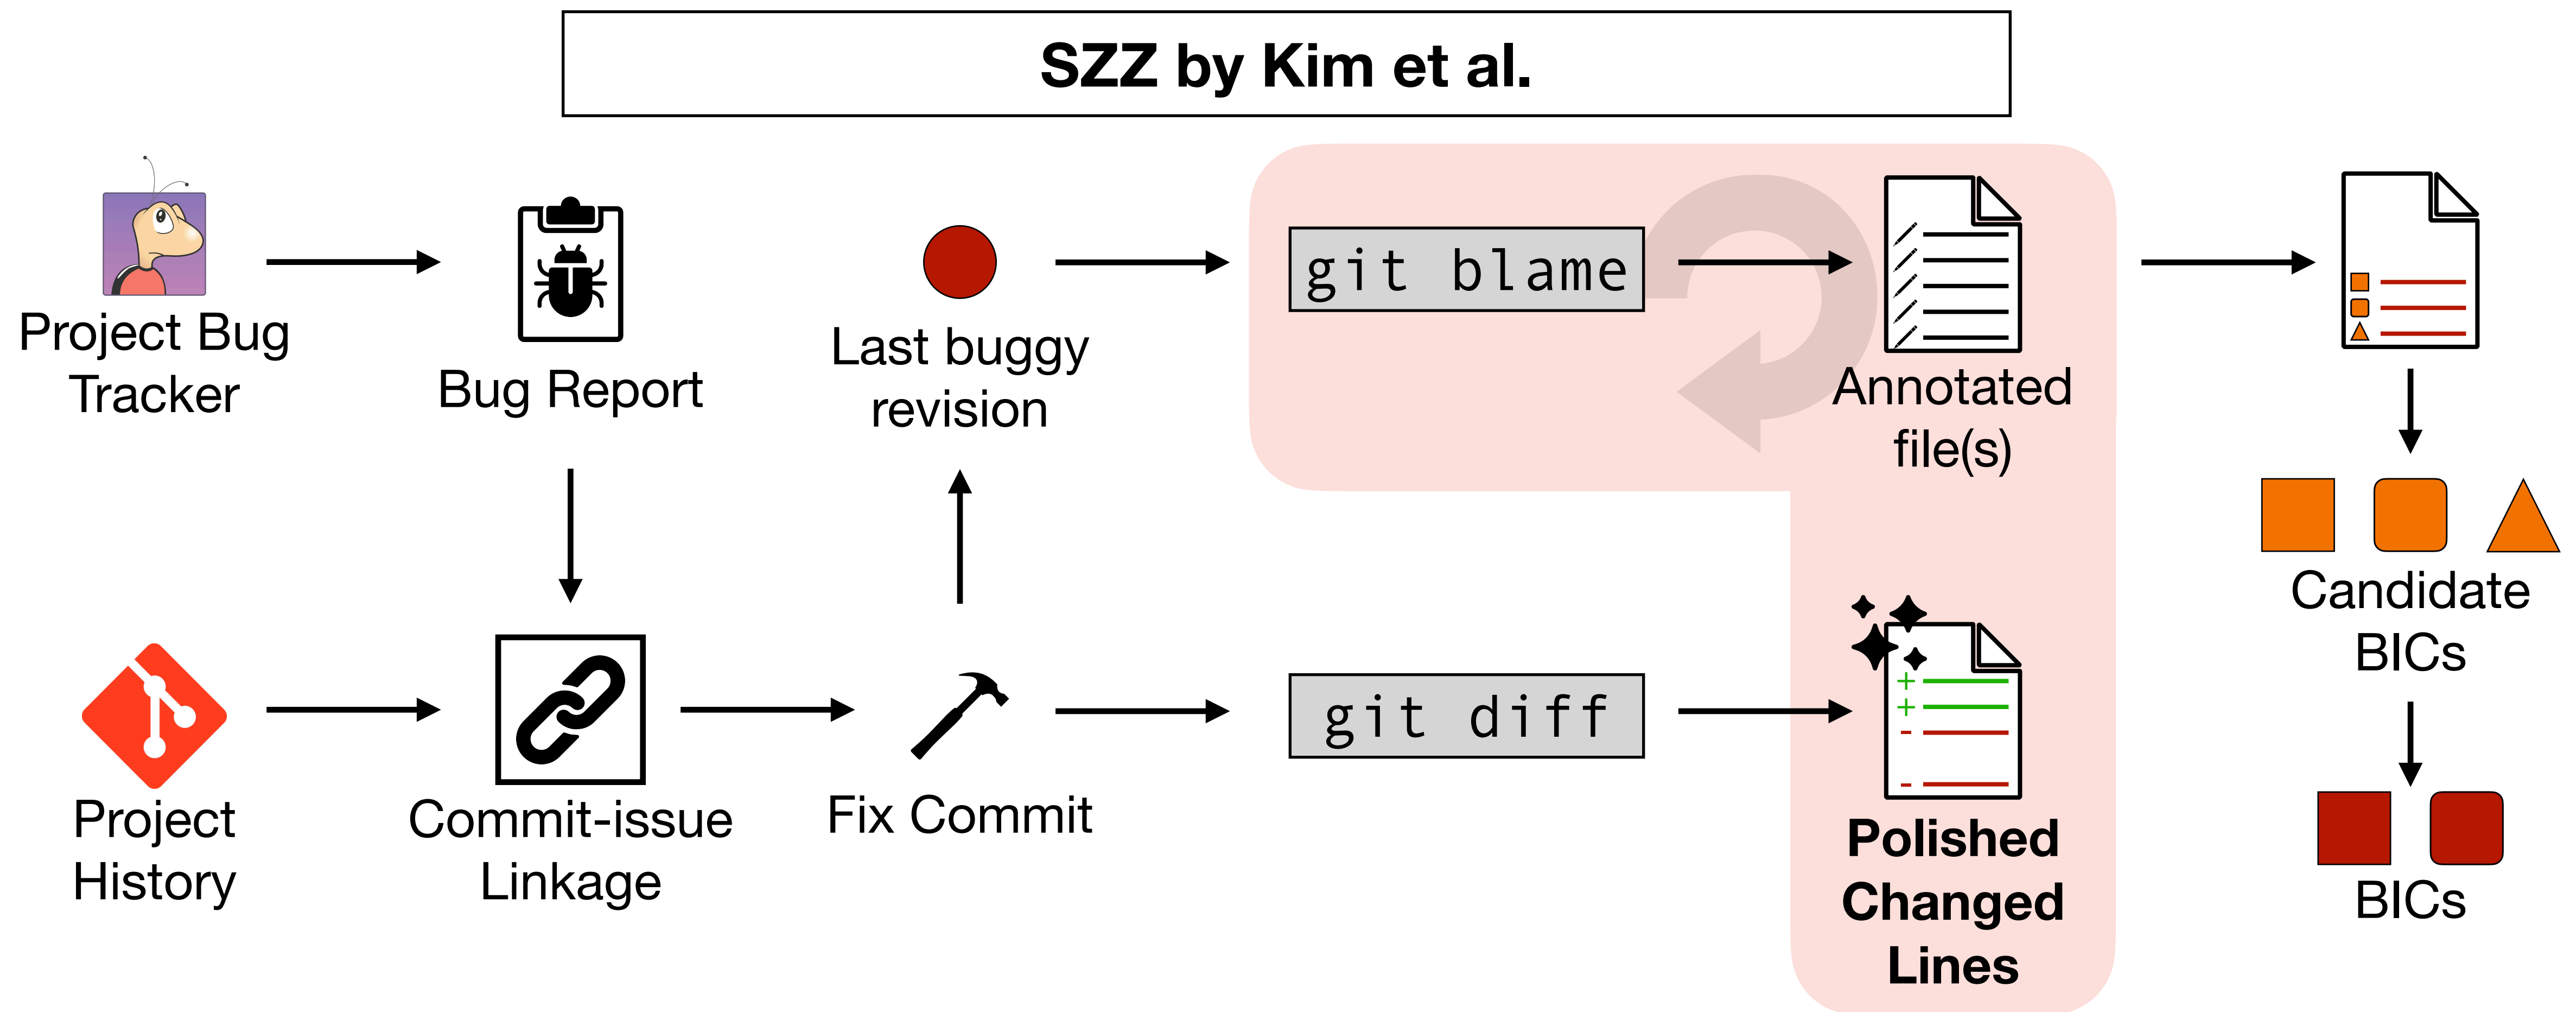 SZZ by Kim et al.
Project Bug
Tracker
Bug Report
Last buggy
revision
git blame
Annotated
file(s)
Candidate
BICs
Project
History
Commit-issue
Linkage
Fix Commit
git diff
+
+
-
-
Polished
Changed
Lines
BICs